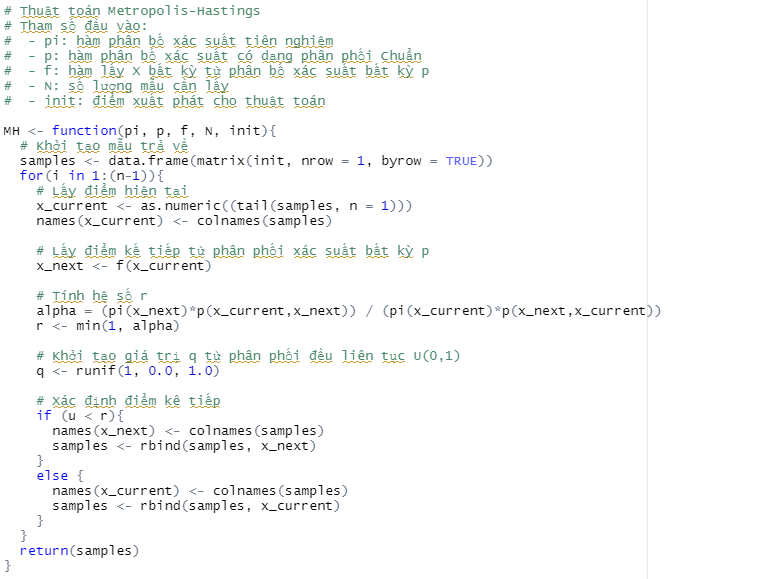 # Thuật toán Metropolis-Hastings
# Tham số đầu vào:
#  - pi: hàm phân bố xác suất tiên nghiệm
#  - p: hàm phân bố xác suất có dạng phân phối Chuẩn
#  - f: hàm lấy X bất kỳ từ phân bố xác suất bất kỳ p
#  - N: số lượng mẫu cần lấy
#  - init: điểm xuất phát cho thuật toán
MH <- function(pi, p, f, N, init){
  # Khởi tạo mẫu trả về
  samples <- data.frame(matrix(init, nrow = 1, byrow = TRUE))
  for(i in 1:(n-1)){
    # Lấy điểm hiện tại
    x_current <- as.numeric((tail(samples, n = 1)))
    names(x_current) <- colnames(samples)
    # Lấy điểm kế tiếp từ phân phối xác suất bất kỳ p
    x_next <- f(x_current)
    # Tính hệ số r
    alpha = (pi(x_next)*p(x_current,x_next)) / (pi(x_current)*p(x_next,x_current))
    r <- min(1, alpha)
    # Khởi tạo giá trị q từ phân phối đều liên tục U(0,1)
    q <- runif(1, 0.0, 1.0)
    # Xác định điểm kê tiếp
    if (u < r){
      names(x_next) <- colnames(samples)
      samples <- rbind(samples, x_next)
    }
    else {
      names(x_current) <- colnames(samples)
      samples <- rbind(samples, x_current)
    }
  }
  return(samples)
}